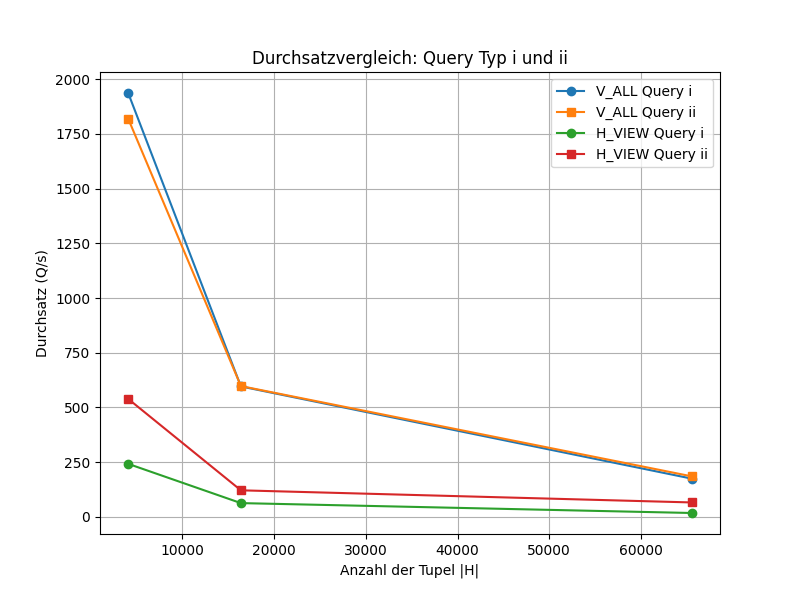 Durchsatzvergleich: Query Typ i und ii
V_ALL Query i
V_ALL Query ii
H_VIEW Query i
H_VIEW Query ii
Durchsatz (Q/s)
2000
1750
1500
1250
1000
750
500
250
0
10000 20000 30000 40000 50000 60000
Anzahl der Tupel |H|